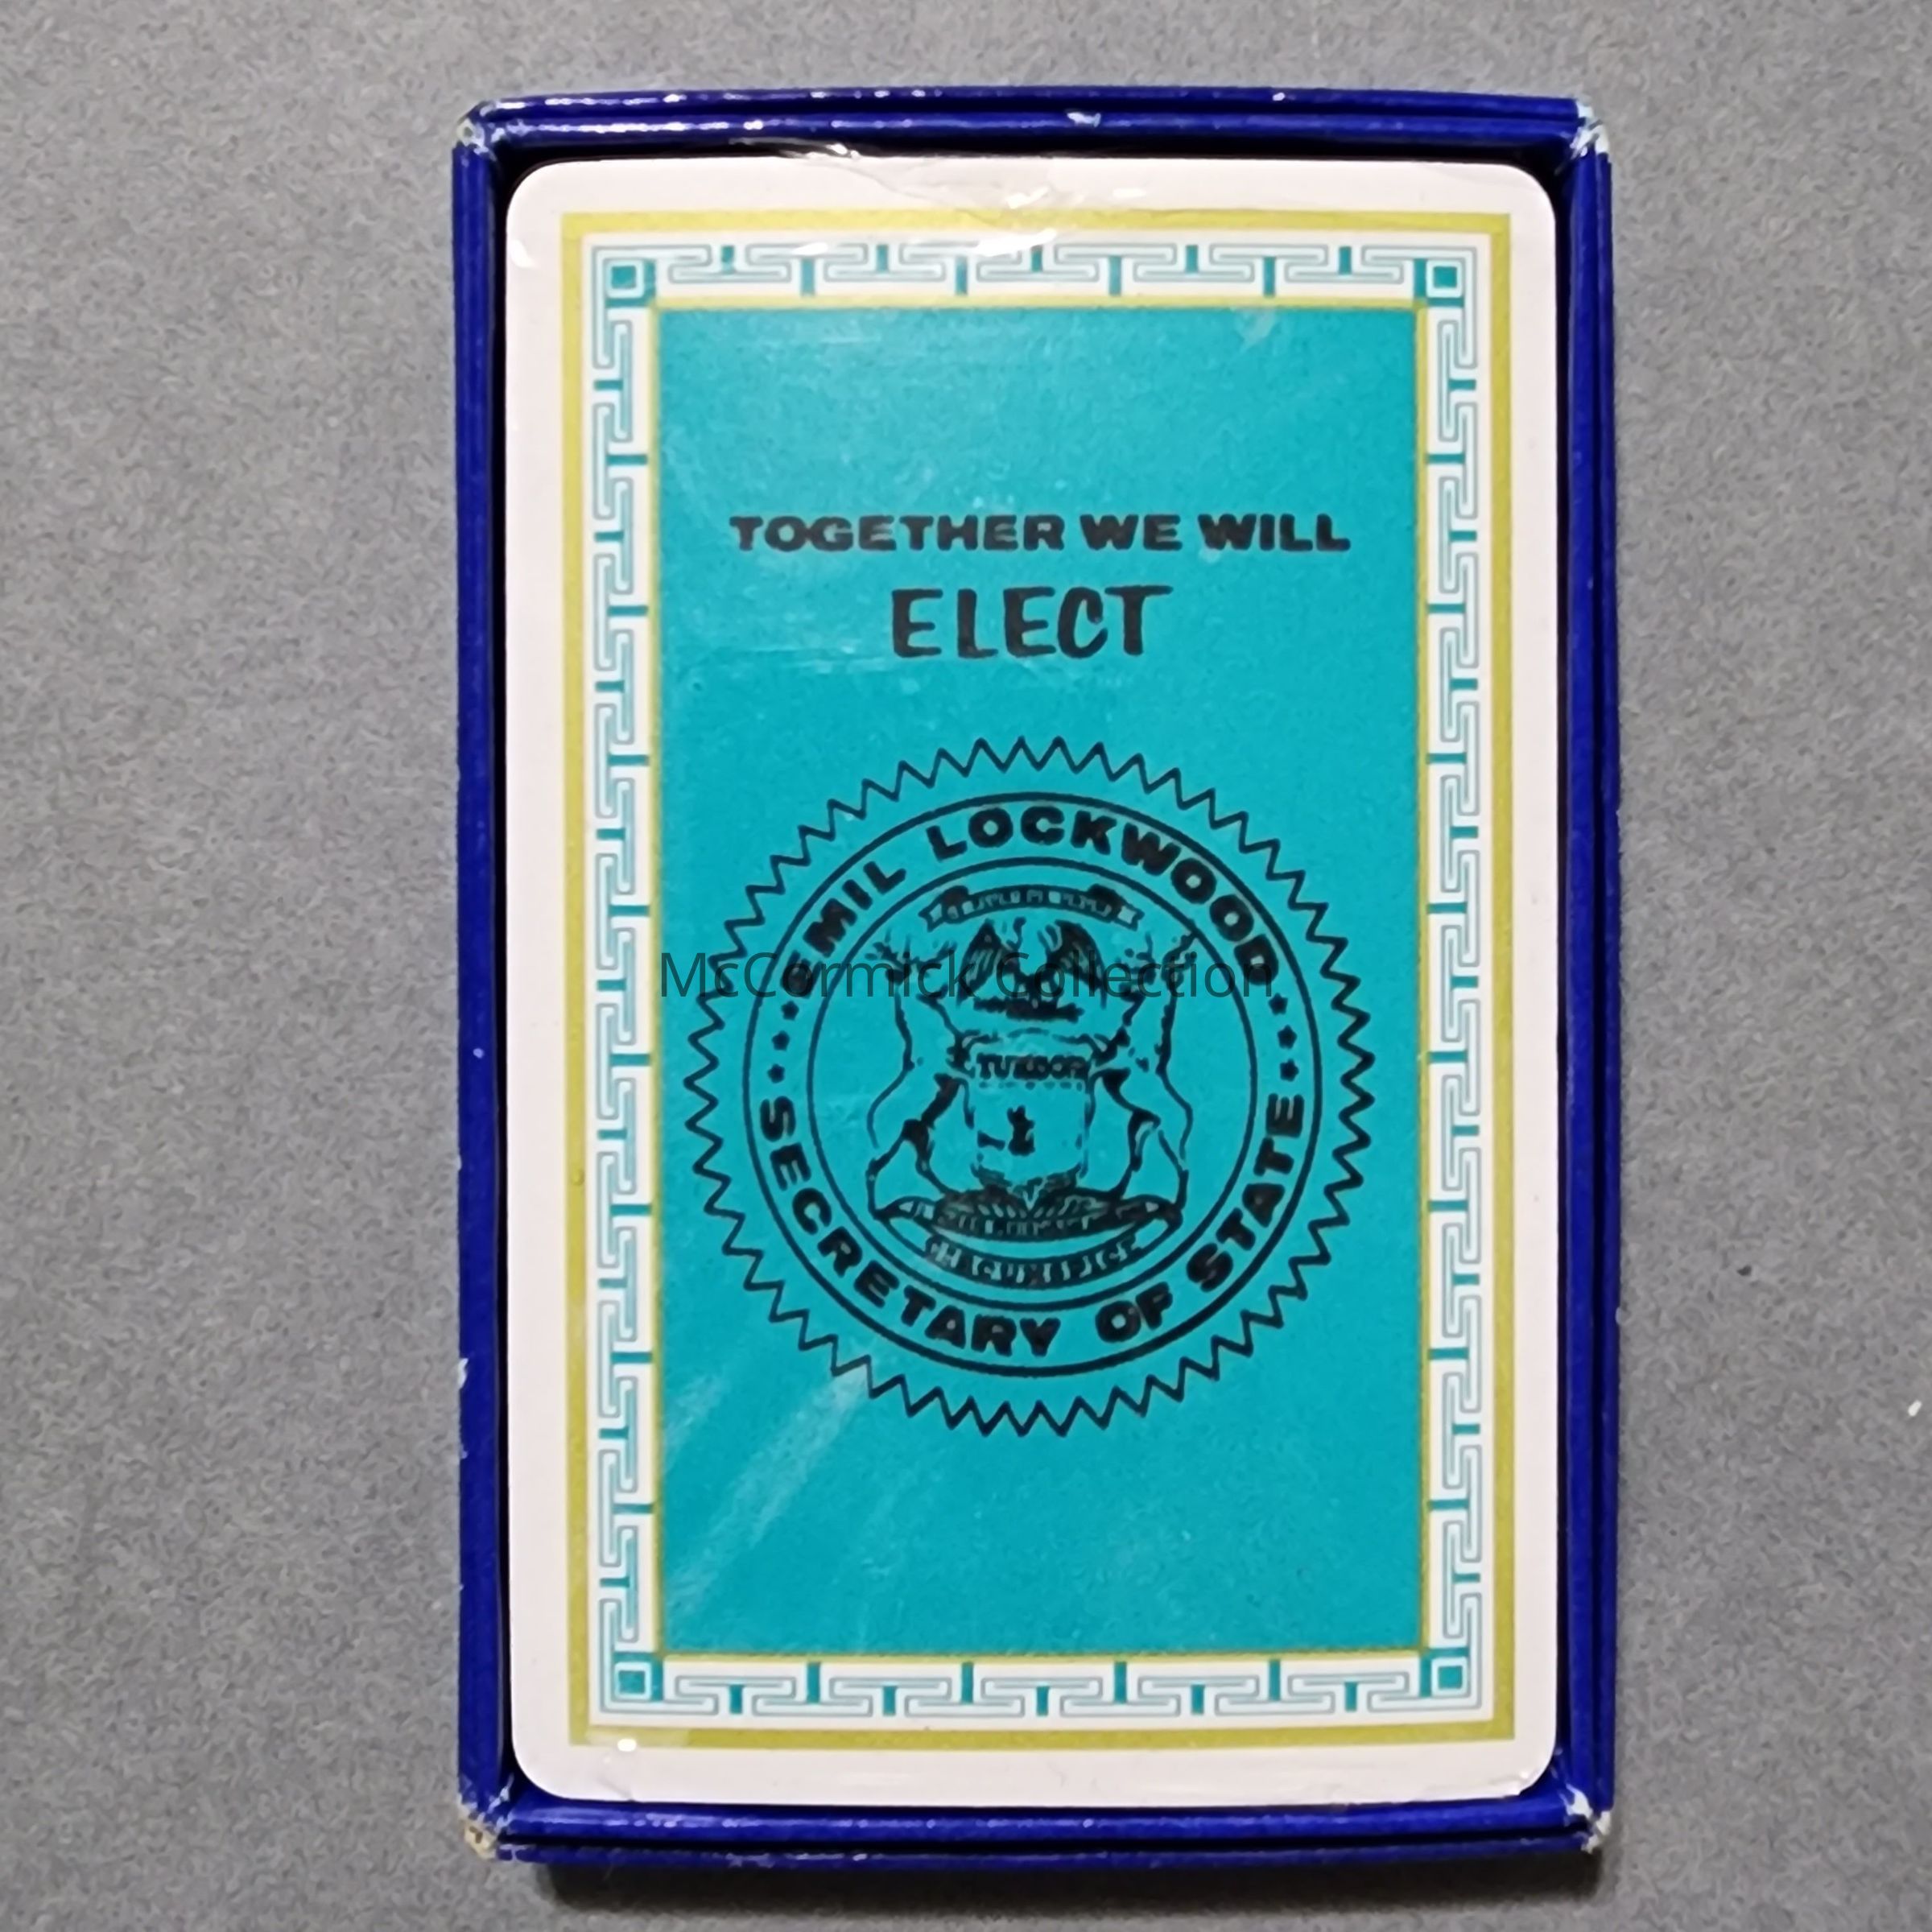 TOGETHER WE WILL
ELECT
EMIL LOCKWOOD
McCormick Collection
TUEBOR
SECRETARY OF STATE